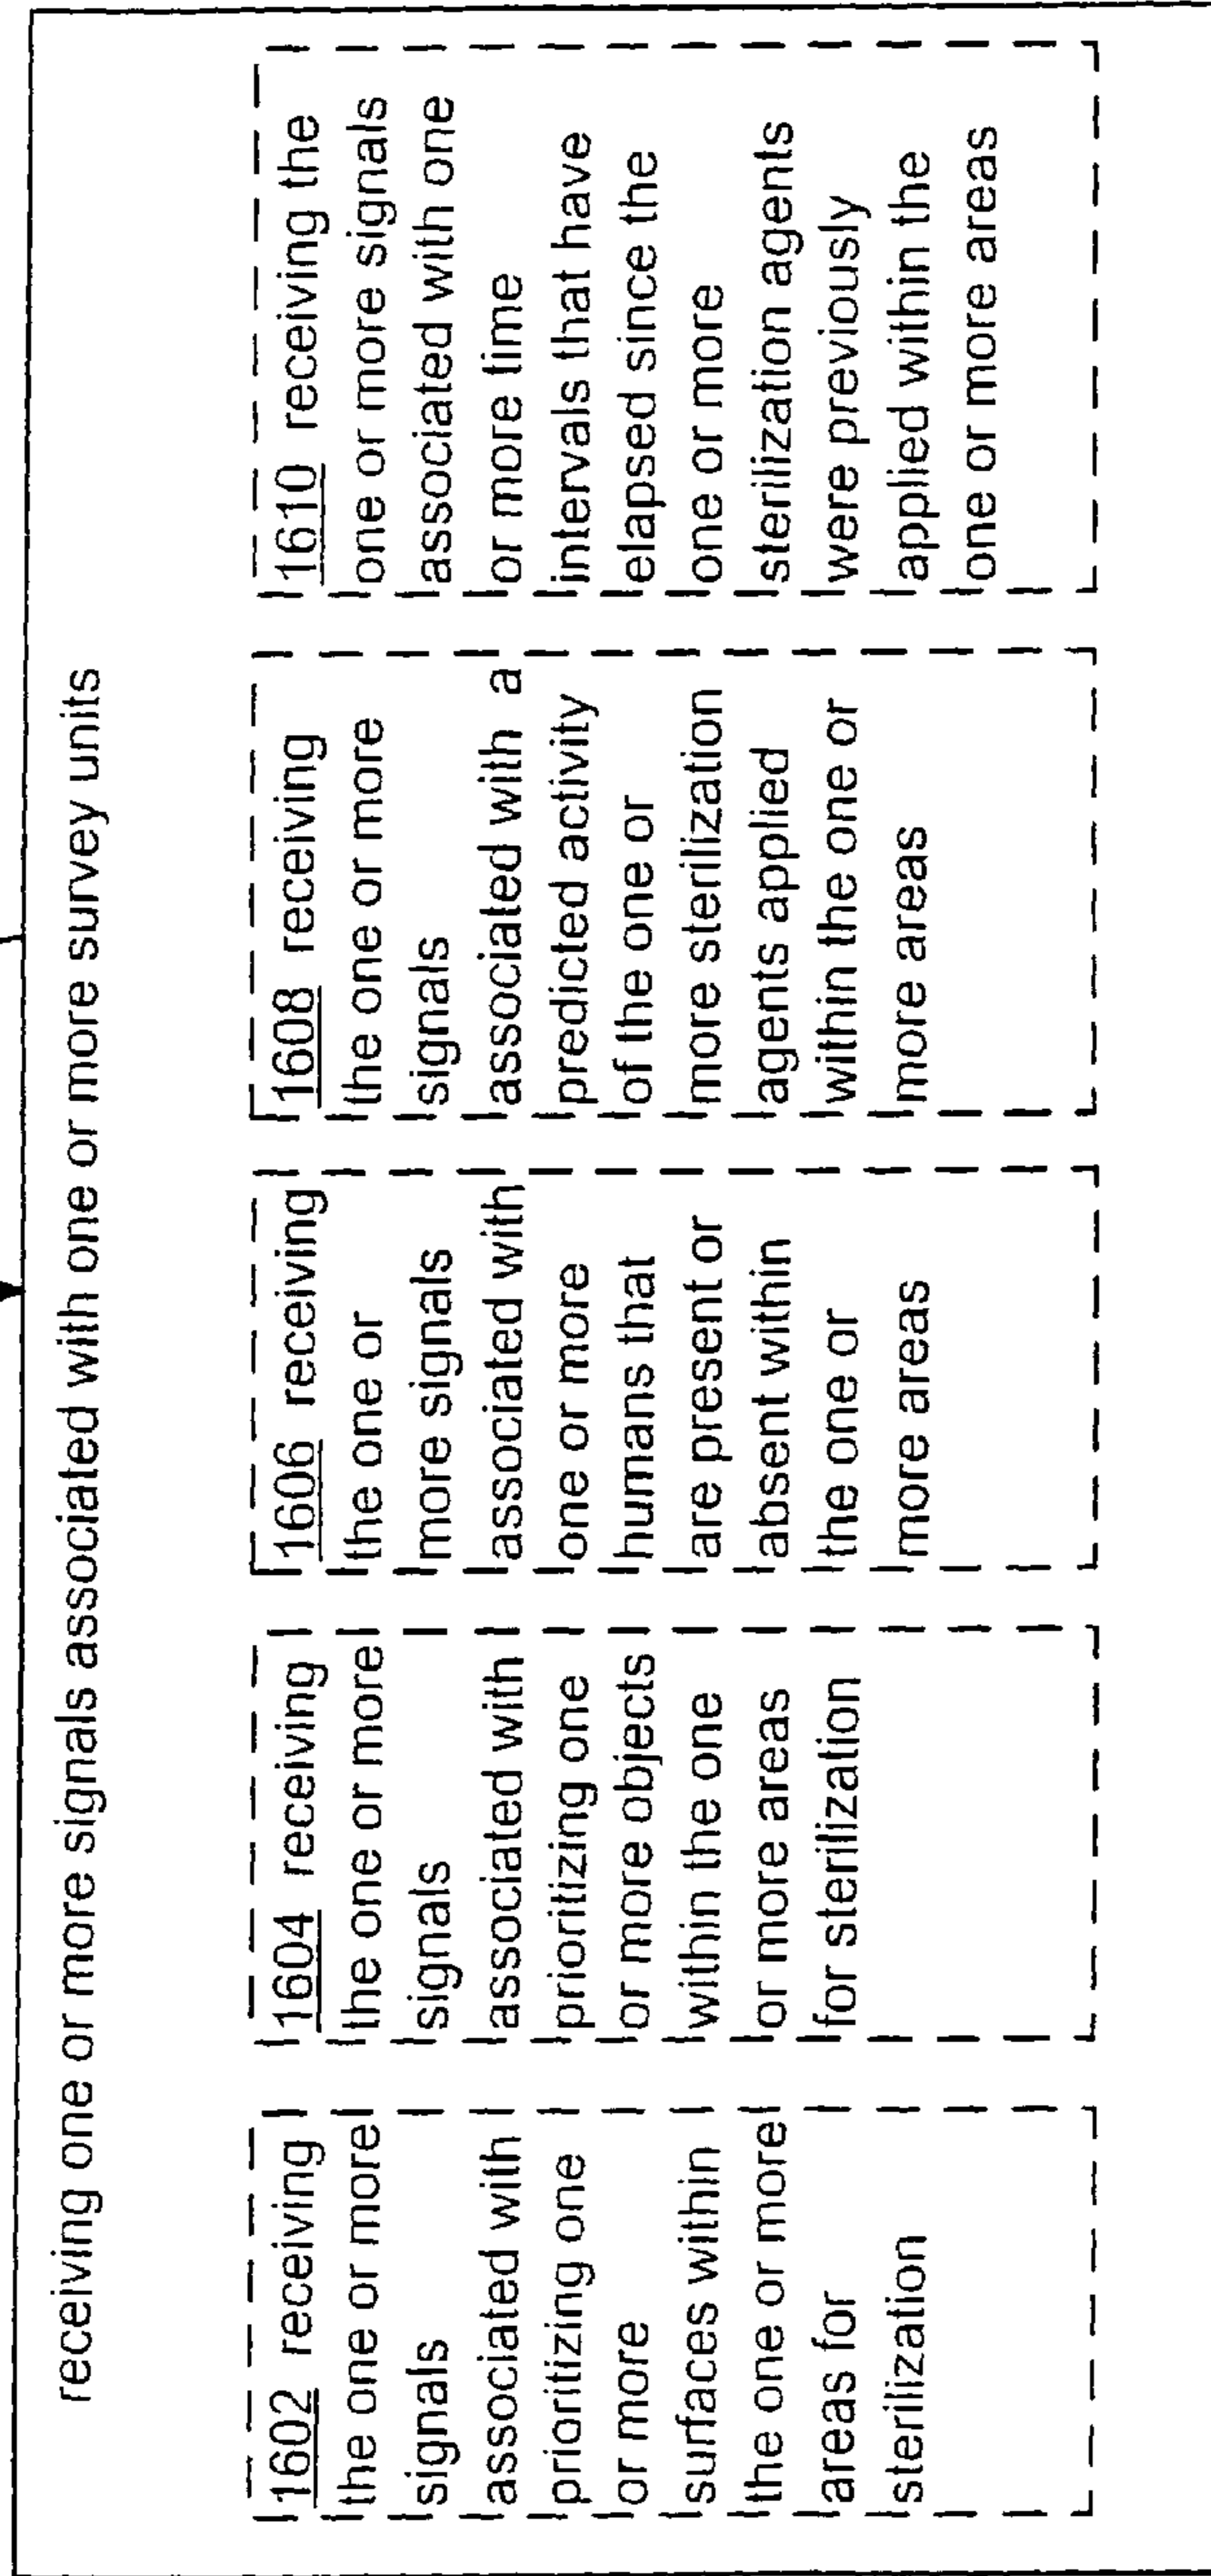 receiving one or more signals associated with one or more survey units
1602 receiving
the one or more
signals
associated with
prioritizing one
or more
surfaces within
the one or more
areas for
sterilization
1604 receiving
the one or more
signals
associated with
prioritizing one
or more objects
within the one
or more areas
for sterilization
1606 receiving
the one or
more signals
associated with
one or more
humans that
are present or
absent within
the one or
more areas
1608 receiving
the one or more
signals
associated with a
predicted activity
of the one or
more sterilization
agents applied
within the one or
more areas
1610 receiving the
one or more signals
associated with one
or more time
intervals that have
elapsed since the
one or more
sterilization agents
were previously
applied within the
one or more areas